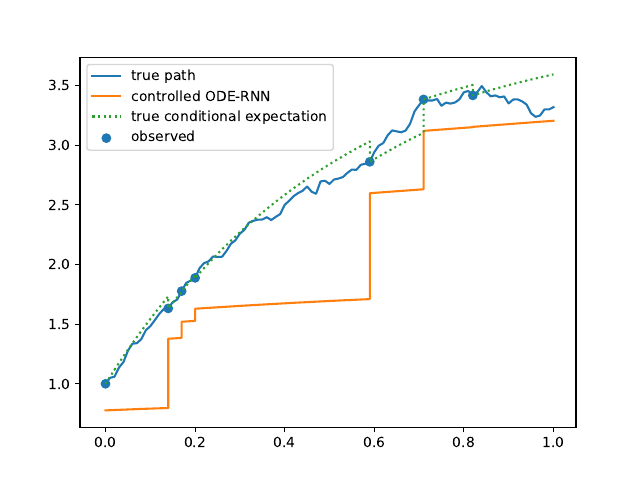 true path
controlled ODE-RNN
true conditional expectation
observed
3.5
3.0
2.5
2.0
1.5
1.0
0.0 0.2 0.4 0.6 0.8 1.0